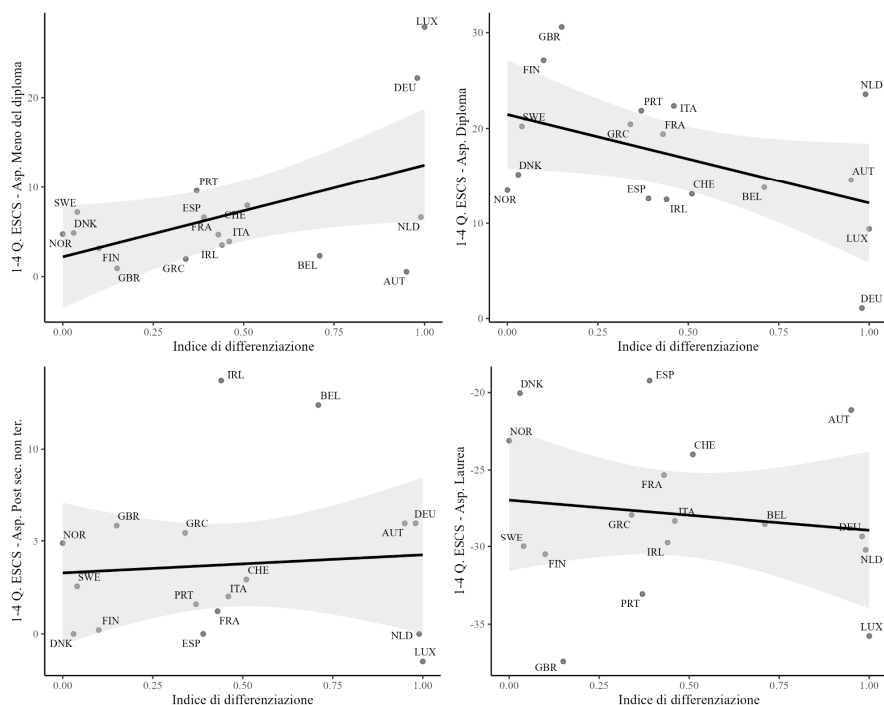 1-4 Q. ESCS - Asp. Meno del diploma
20
10
0
LUX
DEU
PRT
SWE
ESP
CHE
DNK
FRA
ITA
NLD
NOR
FIN
IRL
GBR
GRC
BEL
AUT
0.00 0.25 0.50 0.75 1.00
Indice di differenziazione
1-4 Q. ESCS - Asp. Diploma
30
20
10
0
GBR
FIN
NLD
PRT
ITA
SWE
GRC
FRA
DNK
AUT
CHE
BEL
NOR
ESP
IRL
LUX
DEU
0.00 0.25 0.50 0.75 1.00
Indice di differenziazione
1-4 Q. ESCS - Asp. Post sec. non ter.
10
5
0
IRL
BEL
GBR
GRC
DEU
NOR
AUT
SWE
CHE
PRT
ITA
FIN
FRA
DNK
ESP
NLD
LUX
0.00 0.25 0.50 0.75 1.00
Indice di differenziazione
1-4 Q. ESCS - Asp. Laurea
-20
-25
-30
-35
DNK
ESP
AUT
NOR
CHE
FRA
ITA
GRC
BEL
DEU
SWE
FIN
IRL
NLD
PRT
LUX
GBR
0.00 0.25 0.50 0.75 1.00
Indice di differenziazione